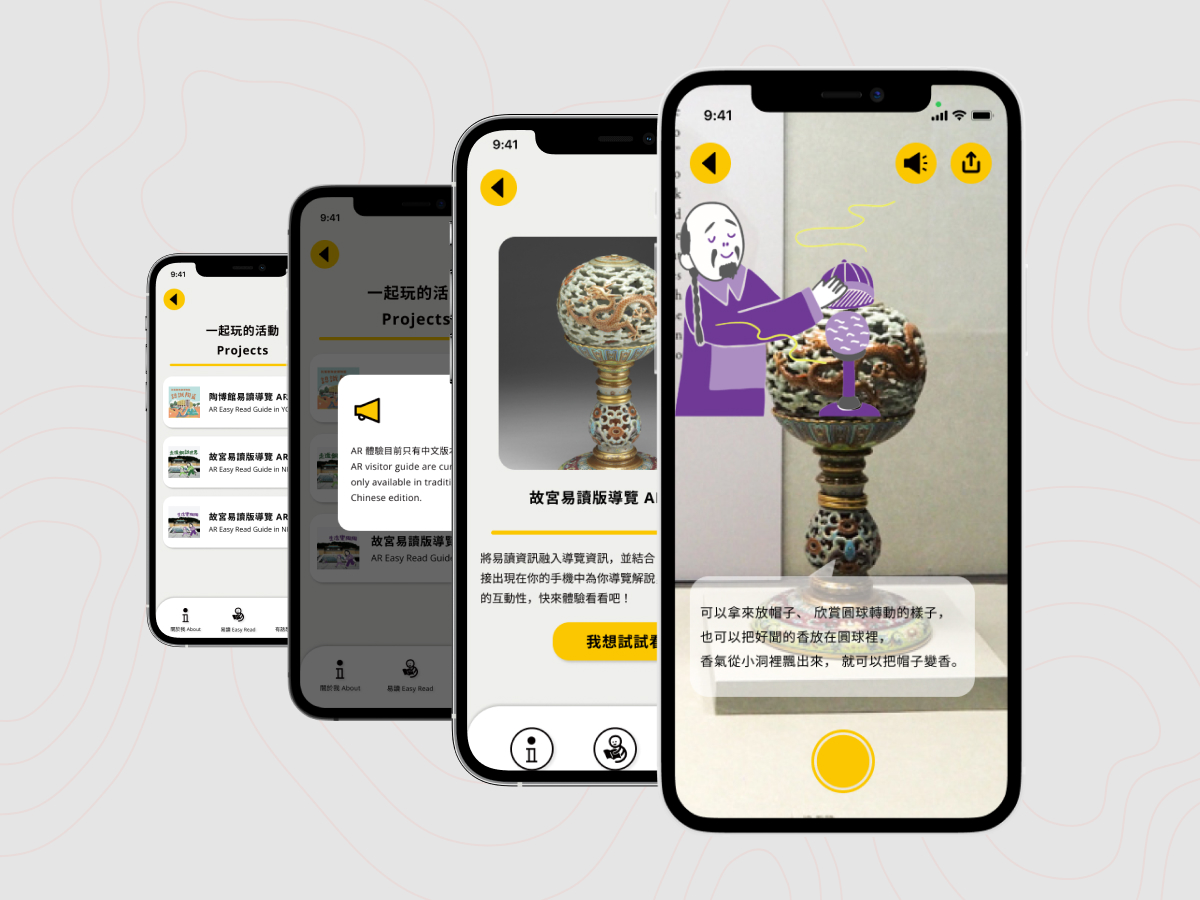 9:41
一起玩的活動
Projects
陶博館易讀導覽 AR
AR Easy Read Guide in YC
故宮易讀版導覽 AR
AR Easy Read Guide in N
故宮易讀版導覽 AR
AR Easy Read Guide in N
關於我 About
易讀 Easy Read
9:41
一起玩的活
Projects
AR 體驗目前只有中文版
AR visitor guide are cur
only available in traditi
Chinese edition.
故宮易讀版導覽
AR Easy Read Guide
關於我 About
易讀 Easy Read
9:41
故宮易讀版導覽 A
將易讀資訊融入導覽資訊，並結合
接出現在你的手機中為你導覽解說
的互動性，快來體驗看看吧！
我想試試看
9:41
可以拿來放帽子、 欣賞圓球轉動的樣子，
也可以把好聞的香放在圓球裡，
香氣從小洞裡飄出來， 就可以把帽子變香。